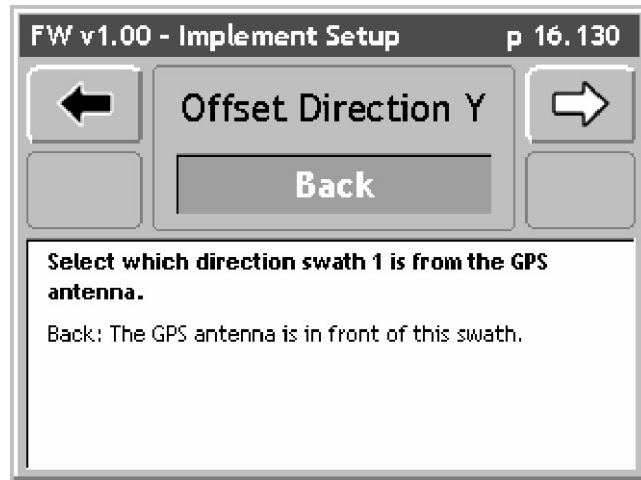 FW v1.00 - Implement Setup p 16.130
Offset Direction Y
Back
Select which direction swath 1 is from the GPS
antenna.
Back: The GPS antenna is in front of this swath.